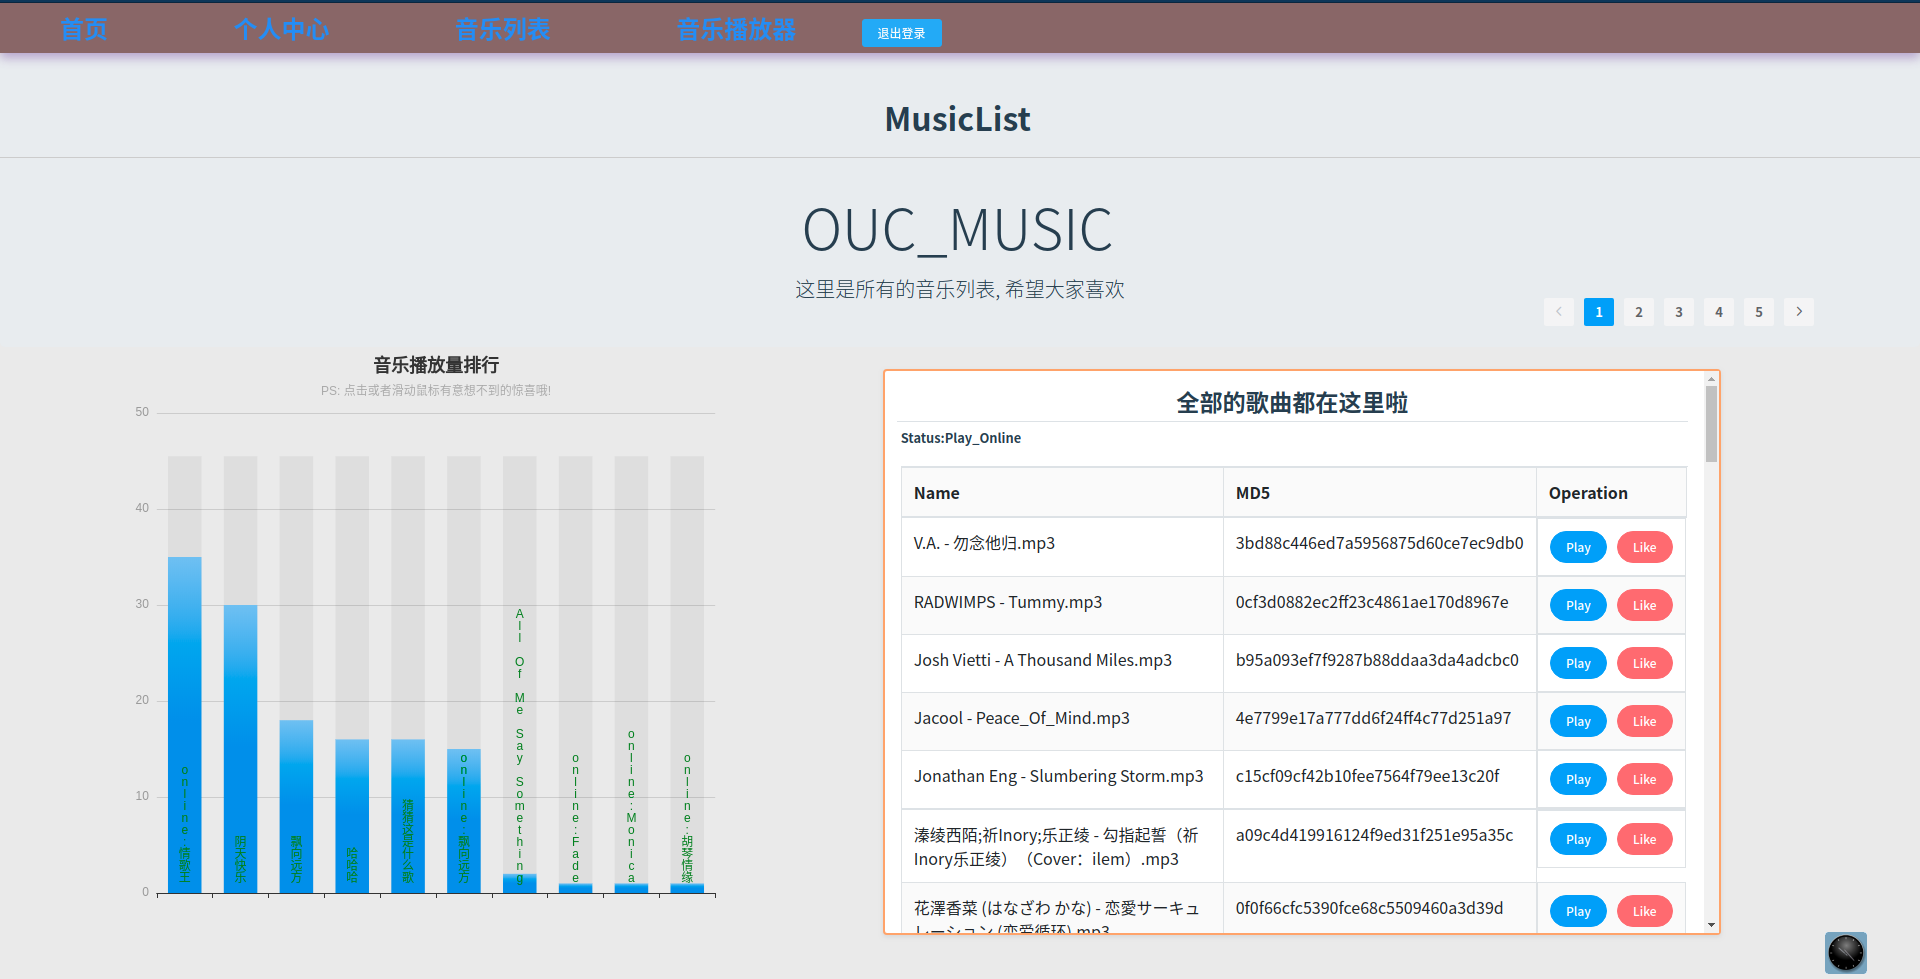 首页 个人中心 音乐列表 音乐播放器 退出登录
MusicList
OUC_MUSIC
这里是所有的音乐列表, 希望大家喜欢
1 2 3 4 5
音乐播放量排行
PS: 点击或者滑动鼠标有意想不到的惊喜哦!
50
40
30
20
10
0
online:情歌王
阴天快乐
飘向远方
哈哈哈
猜猜这是什么歌
online:飘向远方
All Of Me Say Something
online:Fade
online:Monica
online:胡琴情缘
全部的歌曲都在这里啦
Status:Play_Online
Name MD5 Operation
V.A. - 勿念他归.mp3 3bd88c446ed7a5956875d60ce7ec9db0 Play Like
RADWIMPS - Tummy.mp3 0cf3d0882ec2ff23c4861ae170d8967e Play Like
Josh Vietti - A Thousand Miles.mp3 b95a093ef7f9287b88ddaa3da4adcbc0 Play Like
Jacool - Peace_Of_Mind.mp3 4e7799e17a777dd6f24ff4c77d251a97 Play Like
Jonathan Eng - Slumbering Storm.mp3 c15cf09cf42b10fee7564f79ee13c20f Play Like
溱绫西陌;祈Inory;乐正绫 - 勾指起誓（祈 a09c4d419916124f9ed31f251e95a35c Play Like
Inory乐正绫）（Cover：ilem）.mp3
花澤香菜 (はなざわ かな) - 恋愛サーキュ 0f0f66cfc5390fce68c5509460a3d39d Play Like
レーション (恋爱循环).mp3